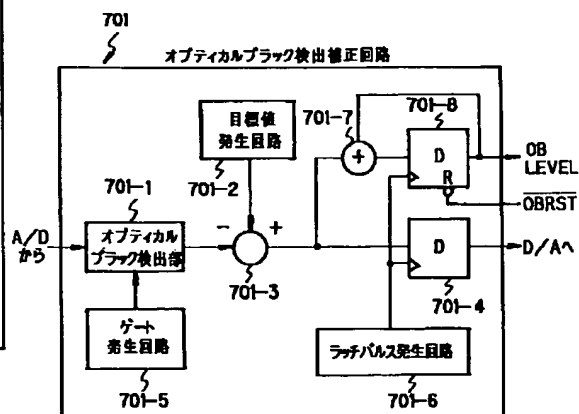 701
オプティカルブラック検出補正回路
目標値
発生回路
701-7
701-8
+
D
R
OB
LEVEL
OBRST
701-1
701-2
A/D
から
オプティカル
ブラック検出部
-
+
701-3
D
D/Aへ
701-4
ゲート
発生回路
ラッチパルス発生回路
701-5
701-6